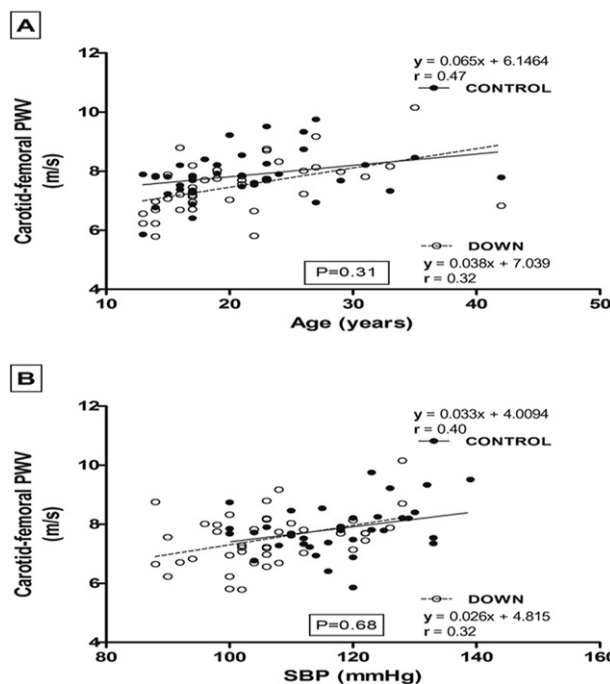 A
12
y = 0.065x + 6.1464
r = 0.47
CONTROL
10
Carotid-femoral PWV
(m/s)
8
6
DOWN
P=0.31
y = 0.038x + 7.039
r = 0.32
4
10 20 30 40 50
Age (years)
B
12
y = 0.033x + 4.0094
r = 0.40
CONTROL
10
Carotid-femoral PWV
(m/s)
8
6
DOWN
P=0.68
y = 0.026x + 4.815
r = 0.32
4
80 100 120 140 160
SBP (mmHg)